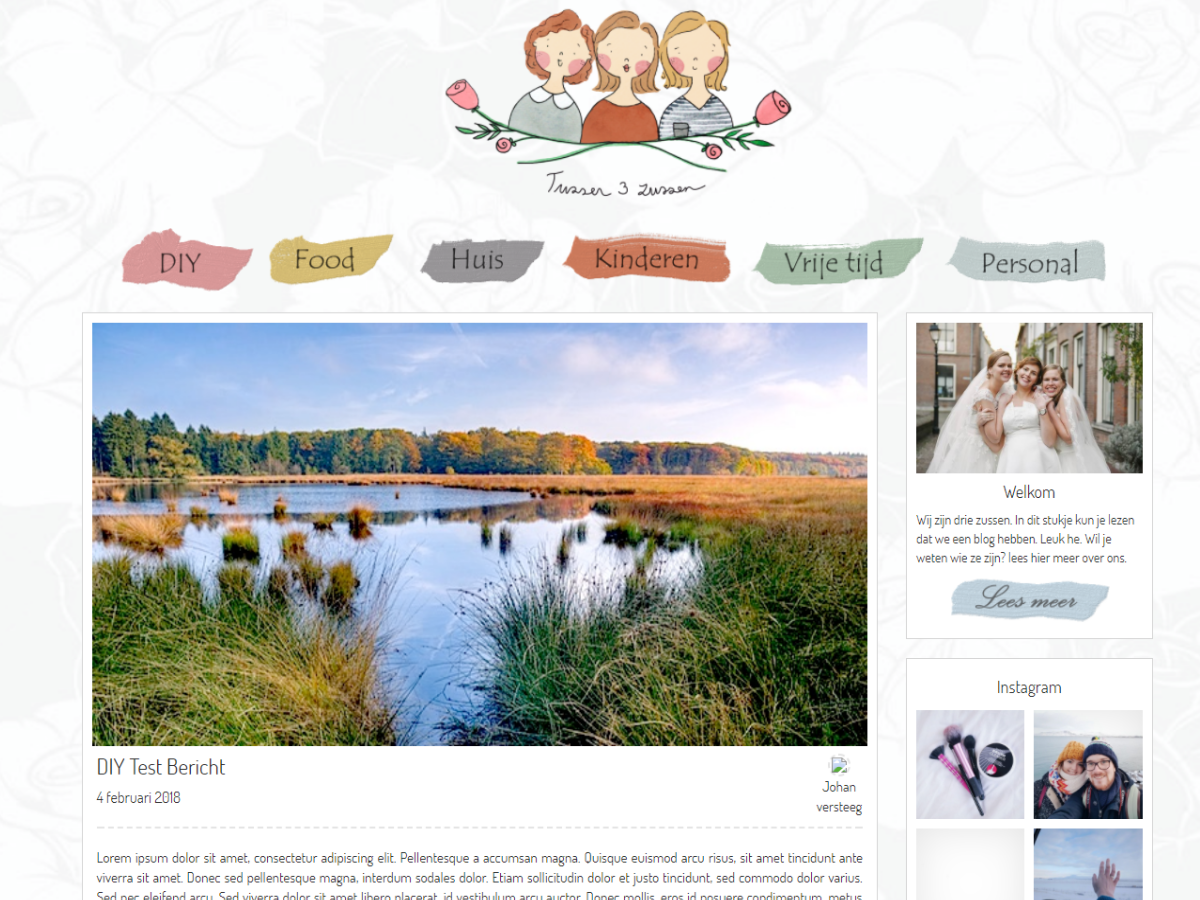 Tussen 3 zussen
DIY
Food
Huis
Kinderen
Vrije tijd
Personal
DIY Test Bericht
4 februari 2018
Johan
versteeg
Lorem ipsum dolor sit amet, consectetur adipiscing elit. Pellentesque a accumsan magna. Quisque euismod arcu risus, sit amet tincidunt ante
viverra sit amet. Donec sed pellentesque magna, interdum sodales dolor. Etiam sollicitudin dolor et justo tincidunt, sed commodo dolor varius.
Sed nec eleifend arcu. Sed viverra dolor sit amet libero placerat, id vestibulum arcu auctor. Donec mollis, eros id posuere condimentum, metus
Welkom
Wij zijn drie zussen. In dit stukje kun je lezen
dat we een blog hebben. Leuk he. Wil je
weten wie ze zijn? lees hier meer over ons.
Lees meer
Instagram